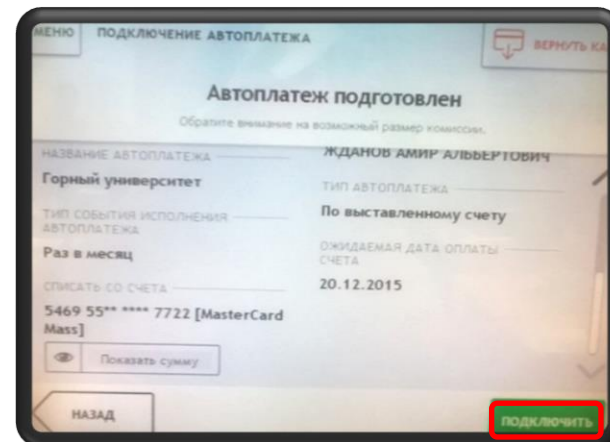 МЕНЮ
ПОДКЛЮЧЕНИЕ АВТОПЛАТЕЖА
ВЕРНУТЬ КА
Автоплатеж подготовлен
Обратите внимание на возможный размер комиссии.
НАЗВАНИЕ АВТОПЛАТЕЖА
Горный университет
ТИП СОБЫТИЯ ИСПОЛНЕНИЯ
АВТОПЛАТЕЖА
Раз в месяц
СПИСАТЬ СО СЧЕТА
5469 55** **** 7722 [MasterCard
Mass]
Показать сумму
ЖДАНОВ АМИР АЛЬБЕРТОВИЧ
ТИП АВТОПЛАТЕЖА
По выставленному счету
ОЖИДАЕМАЯ ДАТА ОПЛАТЫ
СЧЕТА
20.12.2015
НАЗАД
ПОДКЛЮЧИТЬ